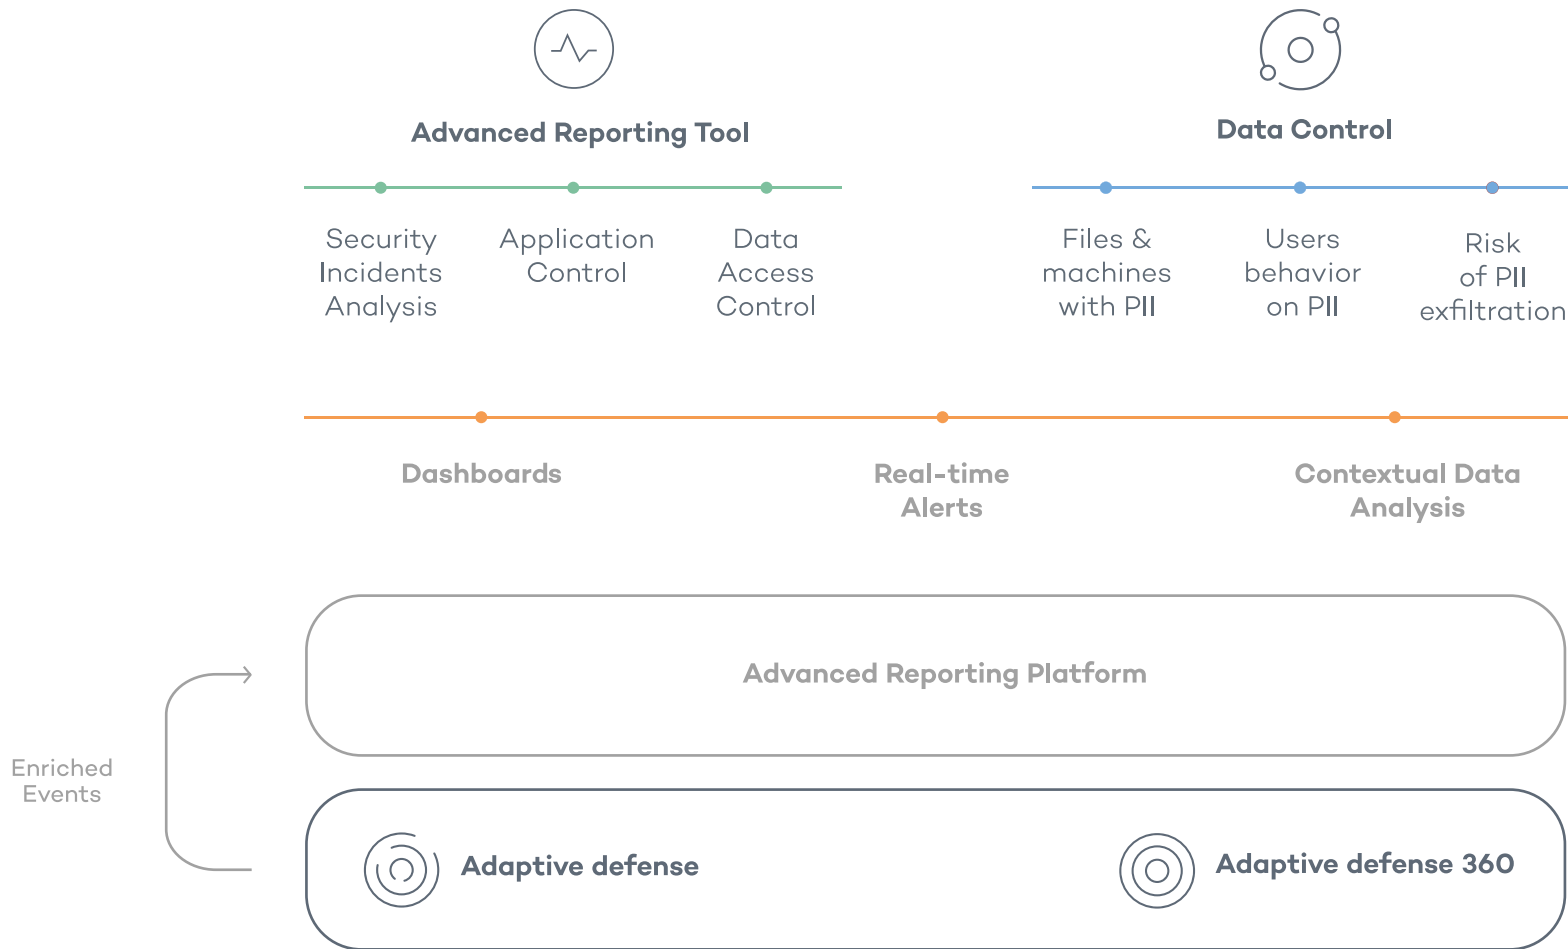 Advanced Reporting Tool
Data Control
Security
Incidents
Analysis
Application
Control
Data
Access
Control
Files &
machines
with PII
Users
behavior
on PII
Risk
of PII
exfiltration
Dashboards
Real-time
Alerts
Contextual Data
Analysis
Advanced Reporting Platform
Enriched
Events
Adaptive defense
Adaptive defense 360